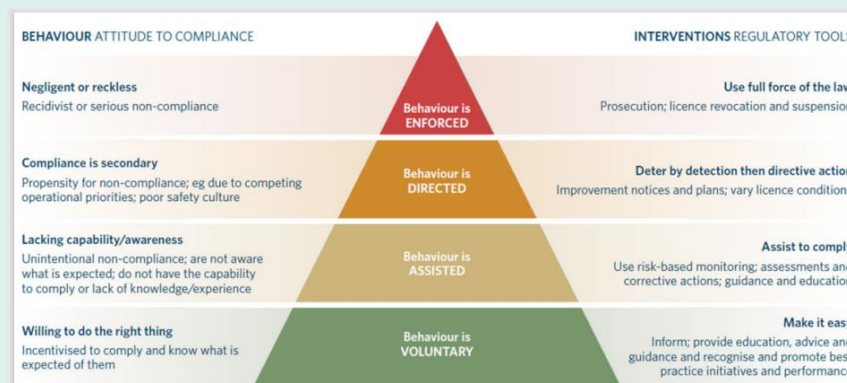 BEHAVIOUR ATTITUDE TO COMPLIANCE
INTERVENTIONS REGULATORY TOOLS
Negligent or reckless
Recidivist or serious non-compliance
Behaviour is
ENFORCED
Use full force of the law
Prosecution; licence revocation and suspension
Compliance is secondary
Propensity for non-compliance; eg due to competing
operational priorities; poor safety culture
Behaviour is
DIRECTED
Deter by detection then directive action
Improvement notices and plans; vary licence condition
Lacking capability/awareness
Unintentional non-compliance; are not aware
what is expected; do not have the capability
to comply or lack of knowledge/experience
Behaviour is
ASSISTED
Assist to comply
Use risk-based monitoring; assessments and
corrective actions; guidance and education
Willing to do the right thing
Incentivised to comply and know what is
expected of them
Behaviour is
VOLUNTARY
Make it easy
Inform; provide education, advice and
guidance and recognise and promote best
practice initiatives and performance